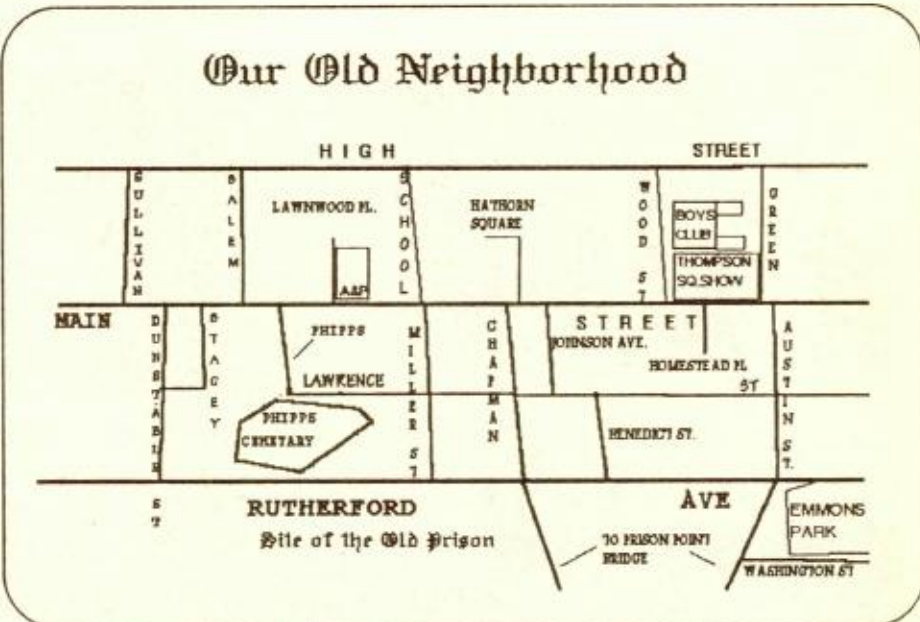 Our Old Neighborhood
HIGH STREET
SULLIVAN
SALEM
LAWNWOOD PL.
SCHOOL
HATHORN
SQUARE
WOOD ST
BOYS
CLUB
GREEN
A&P
THOMPSON
SQ.SHOW
MAIN STREET
DUNSTABLE ST
STACEY
PHIPPS
MILLER ST
CHAPMAN
JOHNSON AVE.
HOMESTEAD PL
AUSTIN ST.
LAWRENCE ST
PHIPPS
CEMETARY
BENEDICT ST.
RUTHERFORD AVE
Site of the Old Prison
TO PRISON POINT
BRIDGE
EMMONS
PARK
WASHINGTON ST